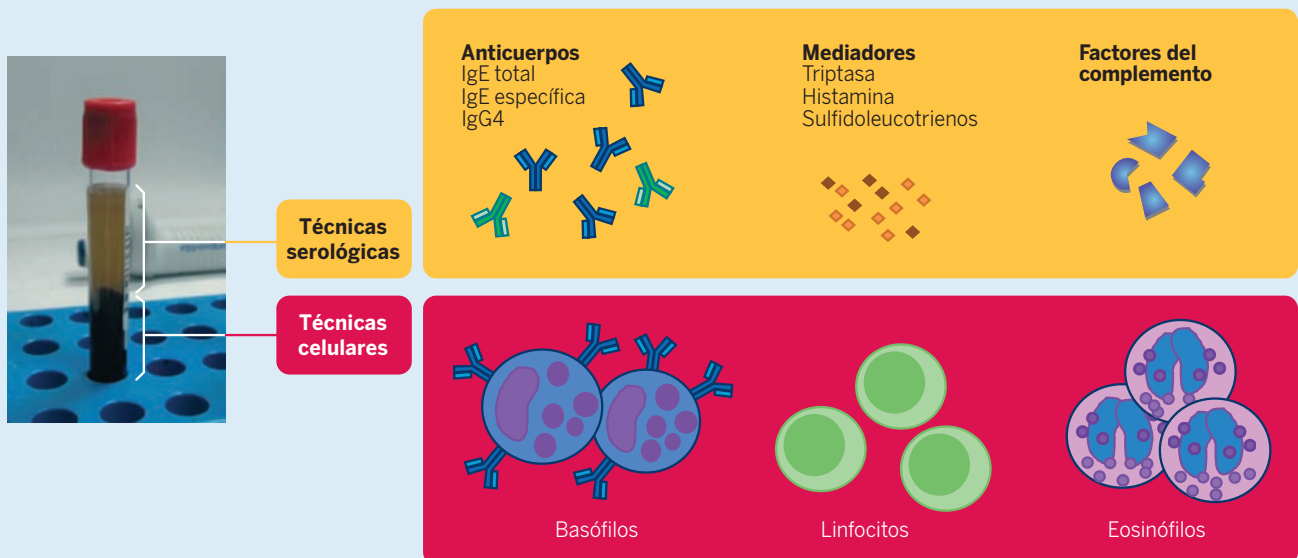 Anticuerpos
IgE total
IgE específica
IgG4
Mediadores
Triptasa
Histamina
Sulfidoleucotrienos
Factores del
complemento
Técnicas
serológicas
Técnicas
celulares
Basófilos
Linfocitos
Eosinófilos